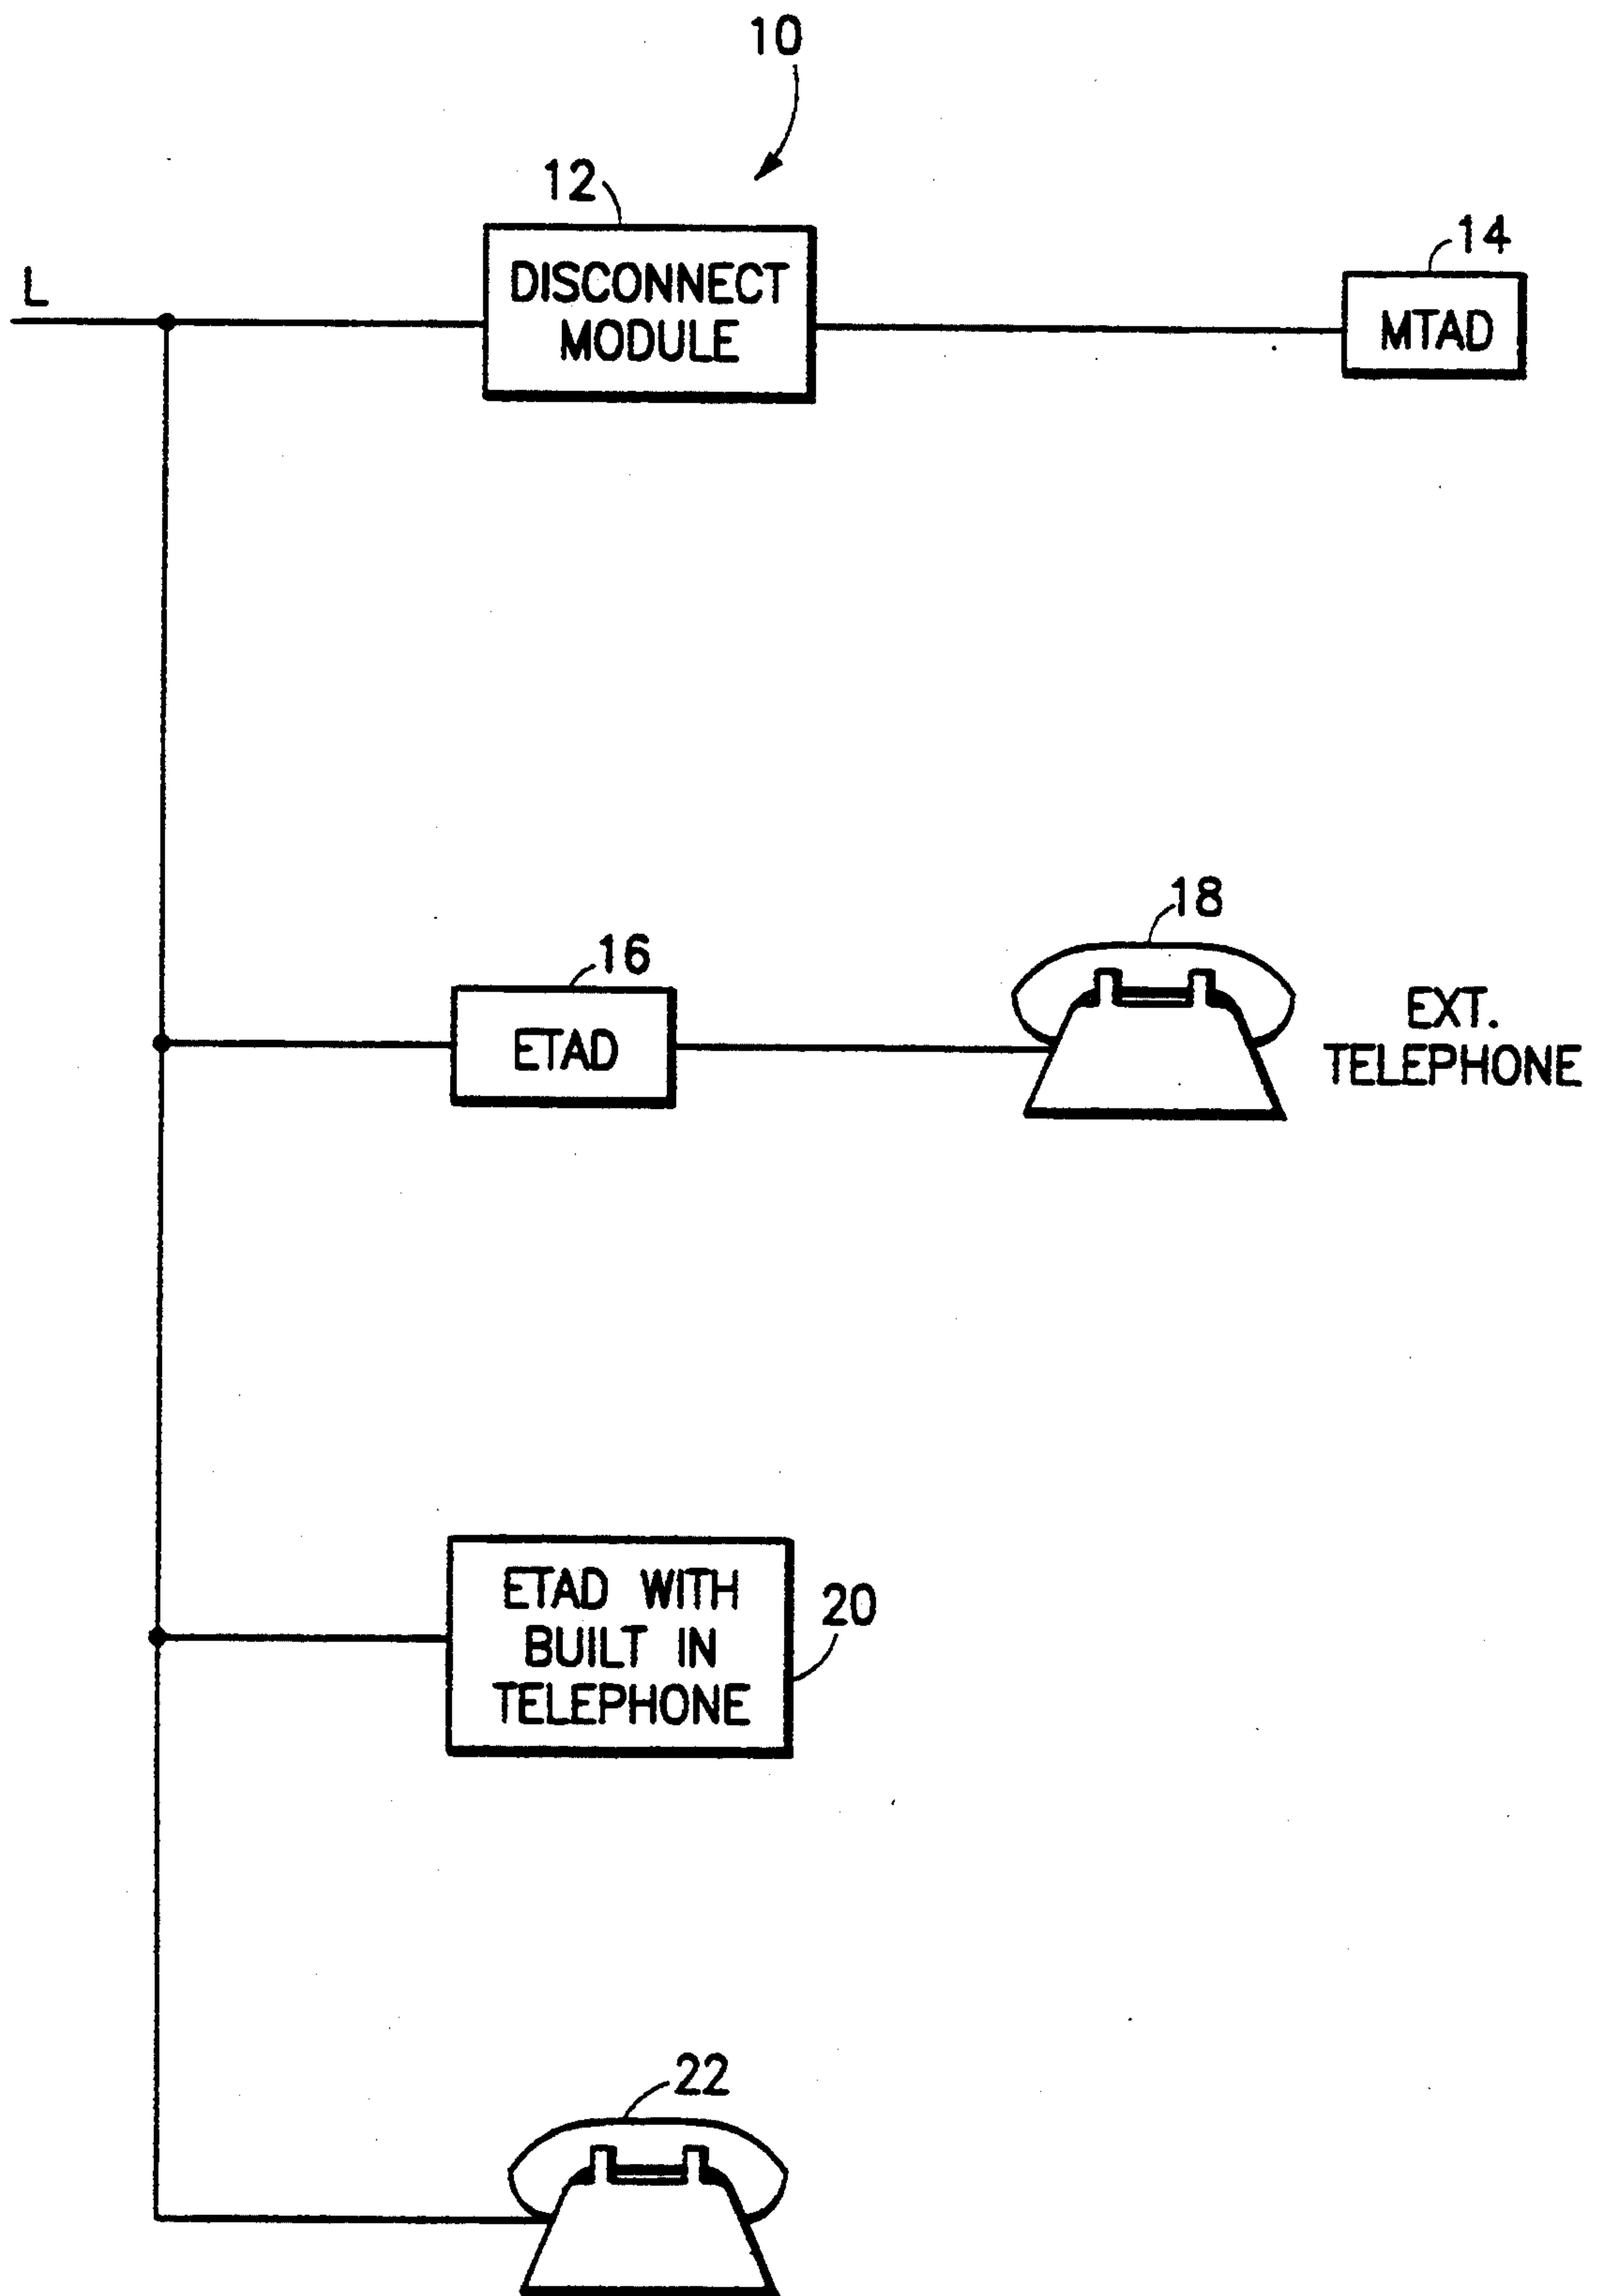 10
12
14
L
DISCONNECT
MODULE
MTAD
18
16
ETAD
EXT.
TELEPHONE
ETAD WITH
BUILT IN
TELEPHONE
20
22